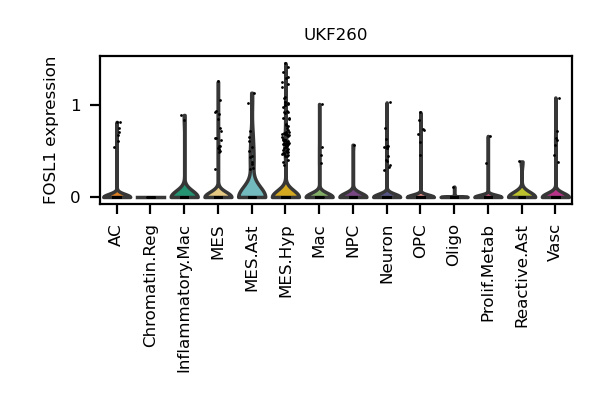 UKF260
FOSL1 expression
1
0
AC
Chromatin.Reg
Inflammatory.Mac
MES
MES.Ast
MES.Hyp
Mac
NPC
Neuron
OPC
Oligo
Prolif.Metab
Reactive.Ast
Vasc